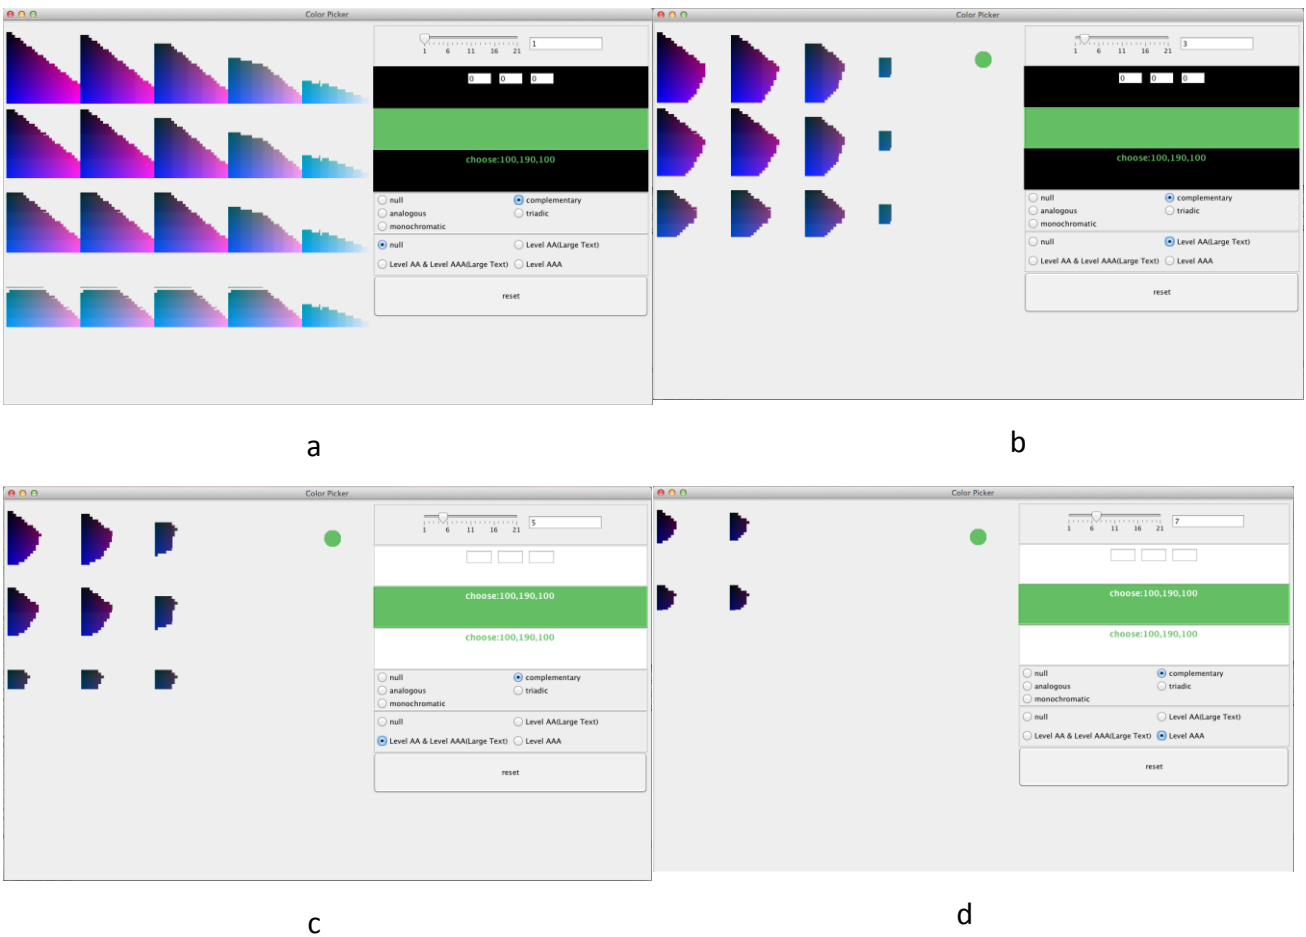 Color Picker
1
1 6 11 16 21
0 0 0
choose:100,190,100
null complementary
analogous triadic
monochromatic
null Level AA(Large Text)
Level AA & Level AAA(Large Text) Level AAA
reset
a
Color Picker
3
1 6 11 16 21
0 0 0
choose:100,190,100
null complementary
analogous triadic
monochromatic
null Level AA(Large Text)
Level AA & Level AAA(Large Text) Level AAA
reset
b
Color Picker
5
1 6 11 16 21
choose:100,190,100
choose:100,190,100
null complementary
analogous triadic
monochromatic
null Level AA(Large Text)
Level AA & Level AAA(Large Text) Level AAA
reset
c
Color Picker
7
1 6 11 16 21
choose:100,190,100
choose:100,190,100
null complementary
analogous triadic
monochromatic
null Level AA(Large Text)
Level AA & Level AAA(Large Text) Level AAA
reset
d